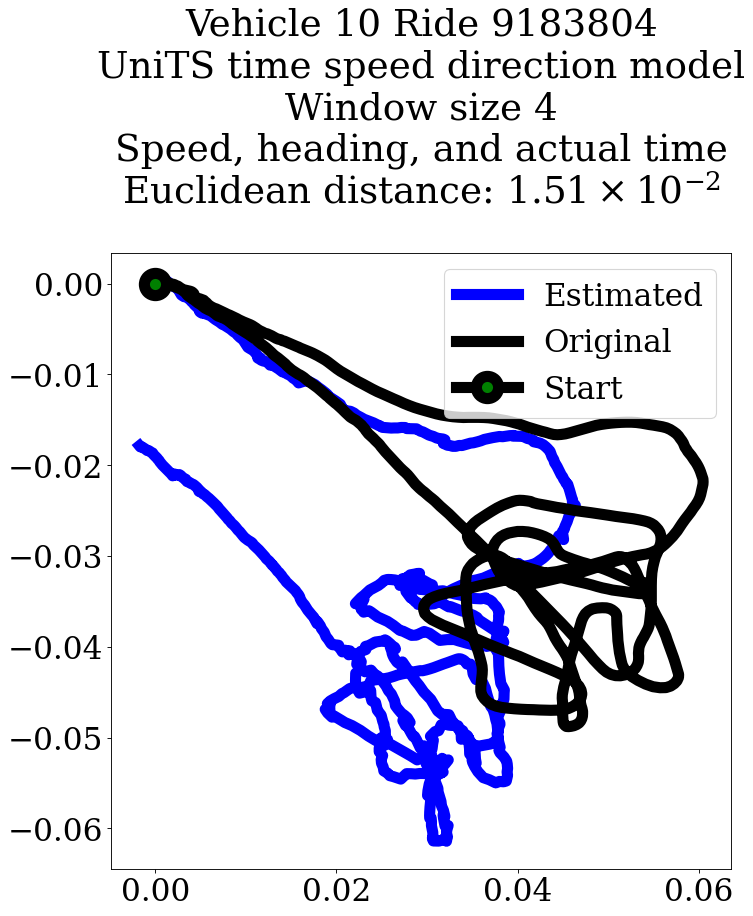 Vehicle 10 Ride 9183804
UniTS time speed direction model
Window size 4
Speed, heading, and actual time
Euclidean distance: 1.51 × 10⁻²
Estimated
Original
Start
0.00
−0.01
−0.02
−0.03
−0.04
−0.05
−0.06
0.00 0.02 0.04 0.06